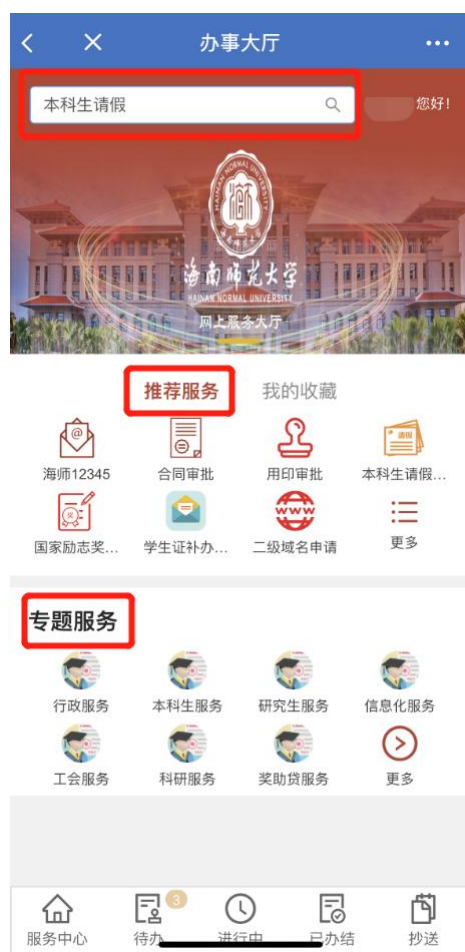 办事大厅
本科生请假
您好!
HAINAN NORMAL UNIVERSITY
海南师范大学
HAINAN NORMAL UNIVERSITY
网上服务大厅
推荐服务 我的收藏
海师12345 合同审批 用印审批 本科生请假...
国家励志奖... 学生证补办... 二级域名申请 更多
专题服务
行政服务 本科生服务 研究生服务 信息化服务
工会服务 科研服务 奖助贷服务 更多
3
服务中心 待办 进行中 已办结 抄送